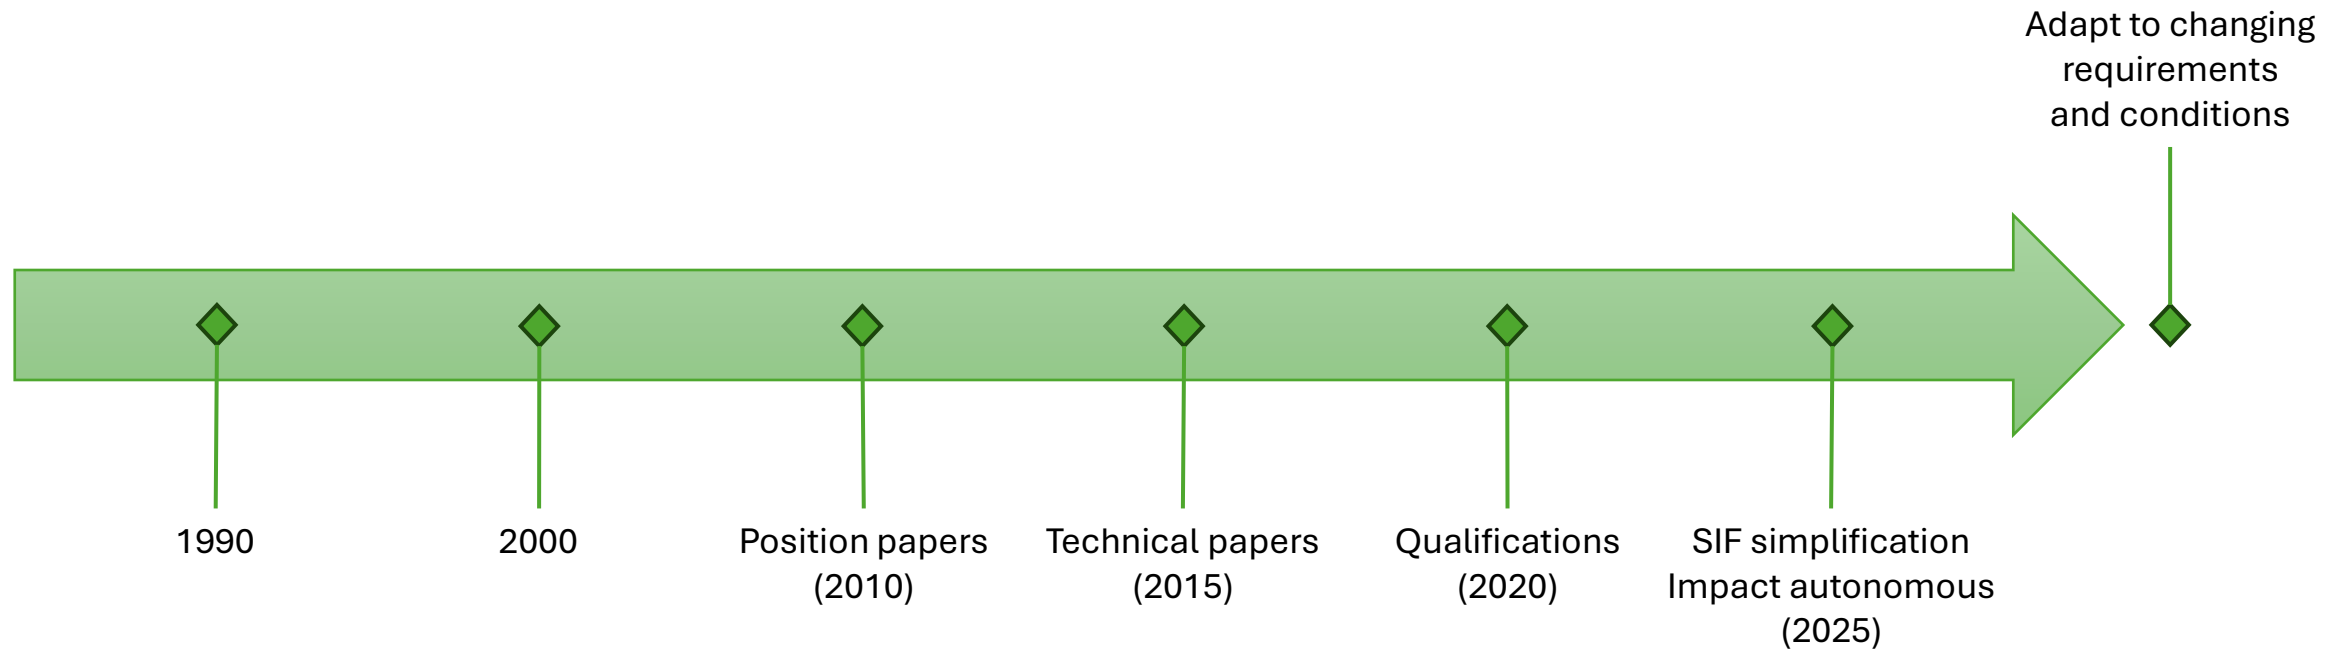 Adapt to changing
requirements
and conditions
1990
2000
Position papers
(2010)
Technical papers
(2015)
Qualifications
(2020)
SIF simplification
Impact autonomous
(2025)